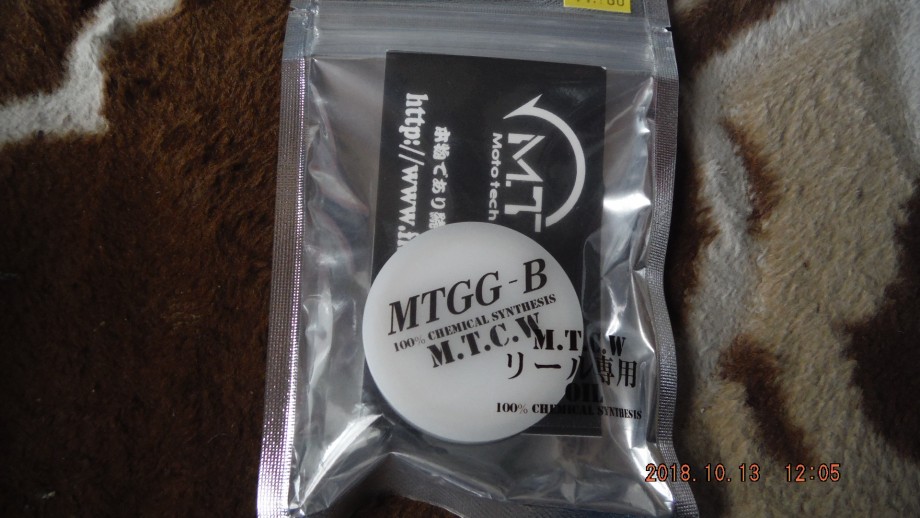 M.T
Moto tech
http://www.
MTGG-B
100% CHEMICAL SYNTHESIS
M.T.C.W
M.T.C.W
リール専用
OIL
100% CHEMICAL SYNTHESIS
2018.10.13 12:05